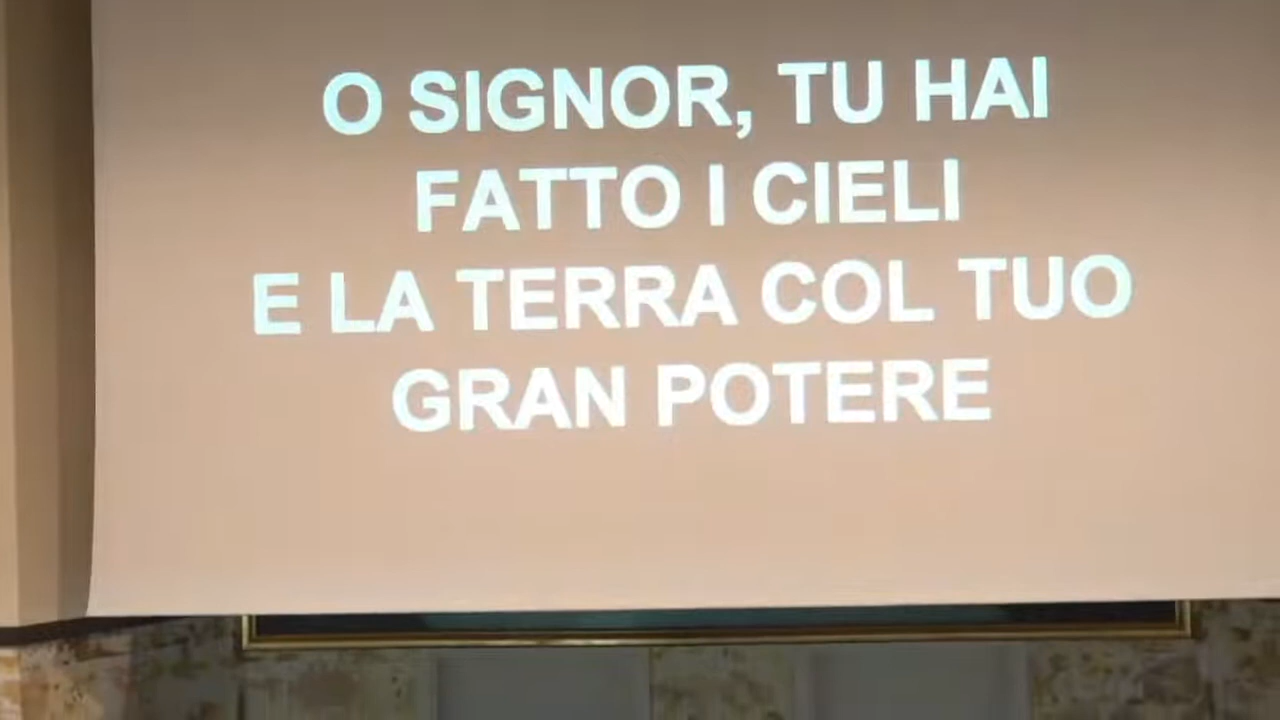 O SIGNOR, TU HAI
FATTO I CIELI
E LA TERRA COL TUO
GRAN POTERE